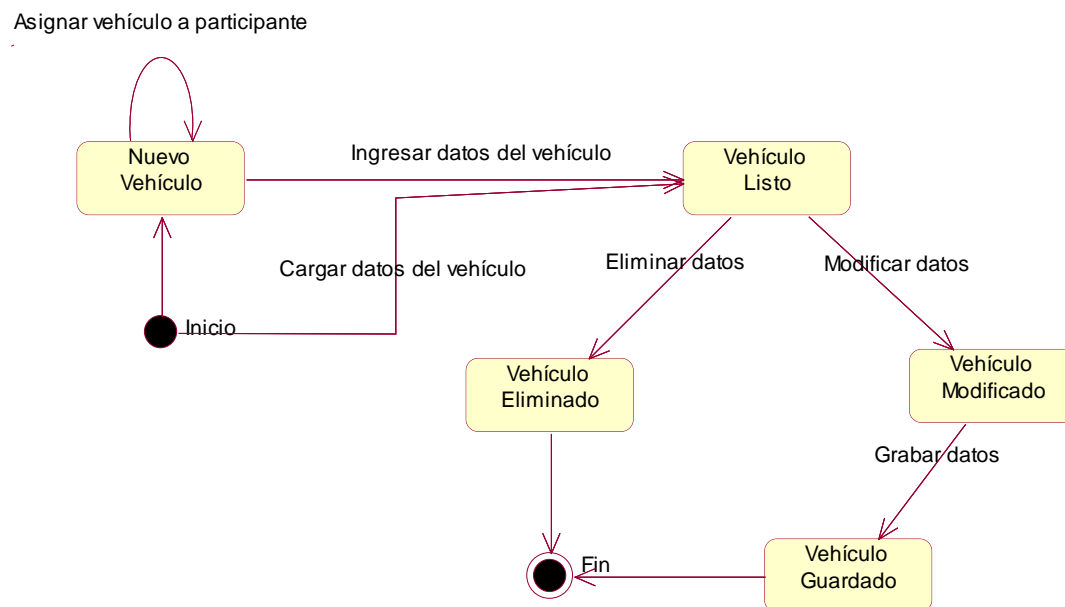 Asignar vehículo a participante
Nuevo
Vehículo
Ingresar datos del vehículo
Vehículo
Listo
Cargar datos del vehículo
Eliminar datos
Modificar datos
Inicio
Vehículo
Eliminado
Vehículo
Modificado
Grabar datos
Fin
Vehículo
Guardado